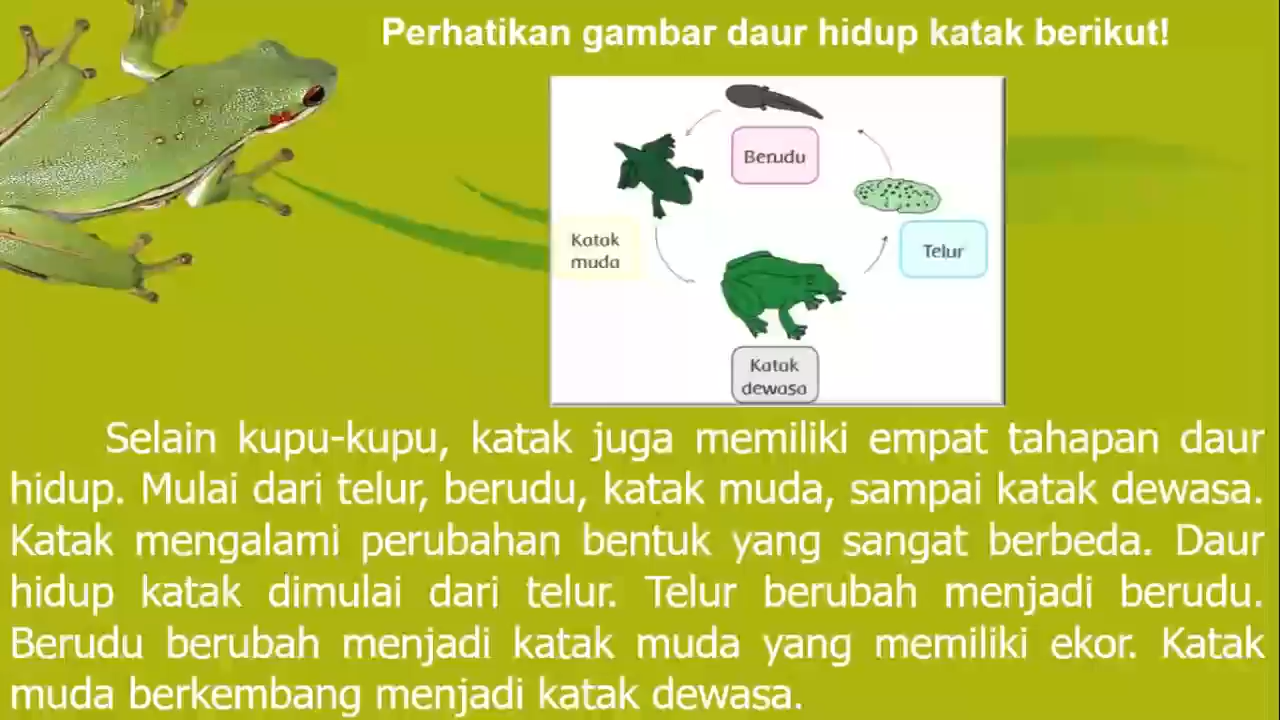 Perhatikan gambar daur hidup katak berikut!
Berudu
Katak
muda
Telur
Katak
dewasa
Selain kupu-kupu, katak juga memiliki empat tahapan daur
hidup. Mulai dari telur, berudu, katak muda, sampai katak dewasa.
Katak mengalami perubahan bentuk yang sangat berbeda. Daur
hidup katak dimulai dari telur. Telur berubah menjadi berudu.
Berudu berubah menjadi katak muda yang memiliki ekor. Katak
muda berkembang menjadi katak dewasa.